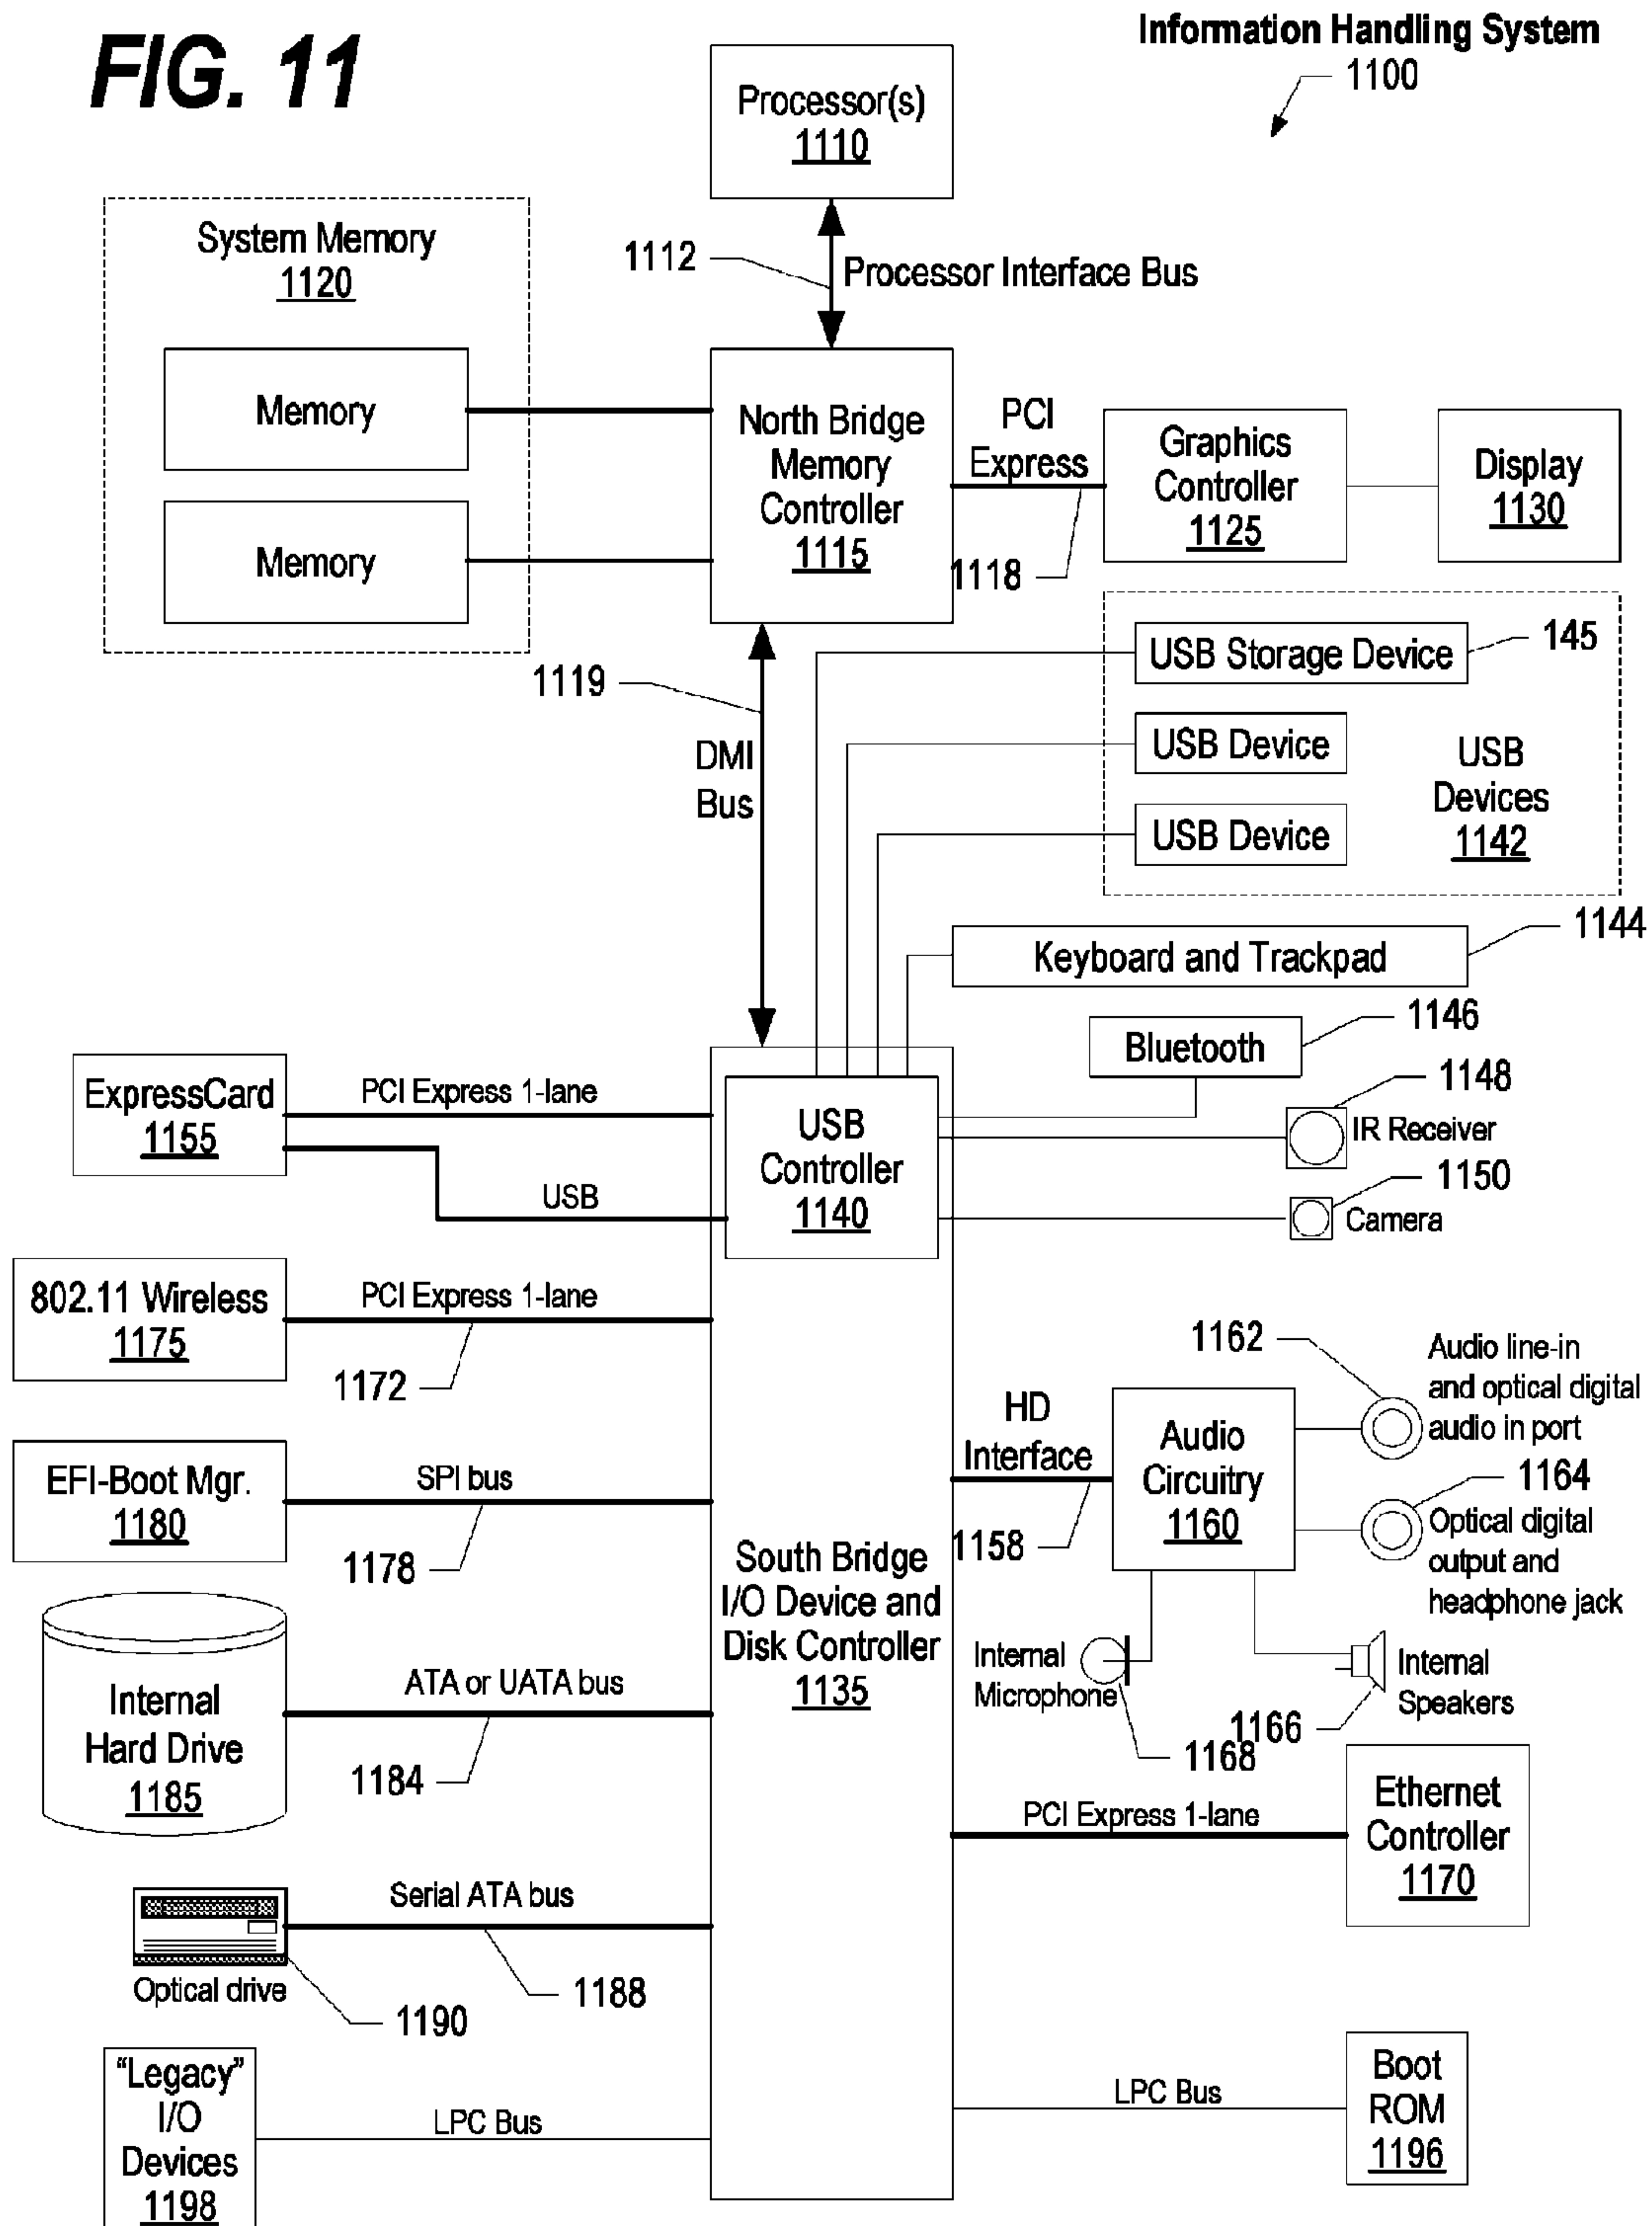 FIG. 11
Information Handling System
1100
Processor(s)
1110
1112
Processor Interface Bus
System Memory
1120
Memory
Memory
North Bridge
Memory
Controller
1115
PCI
Express
1118
Graphics
Controller
1125
Display
1130
USB Storage Device
145
USB Device
USB Device
USB
Devices
1142
1119
DMI
Bus
Keyboard and Trackpad
1144
Bluetooth
1146
1148
IR Receiver
1150
Camera
ExpressCard
1155
PCI Express 1-lane
USB
USB
Controller
1140
802.11 Wireless
1175
PCI Express 1-lane
1172
EFI-Boot Mgr.
1180
SPI bus
1178
HD
Interface
1158
Audio
Circuitry
1160
1162
Audio line-in
and optical digital
audio in port
1164
Optical digital
output and
headphone jack
South Bridge
I/O Device and
Disk Controller
1135
Internal
Microphone
1168
1166
Internal
Speakers
Internal
Hard Drive
1185
ATA or UATA bus
1184
PCI Express 1-lane
Ethernet
Controller
1170
Serial ATA bus
1188
Optical drive
1190
"Legacy"
I/O
Devices
1198
LPC Bus
LPC Bus
Boot
ROM
1196